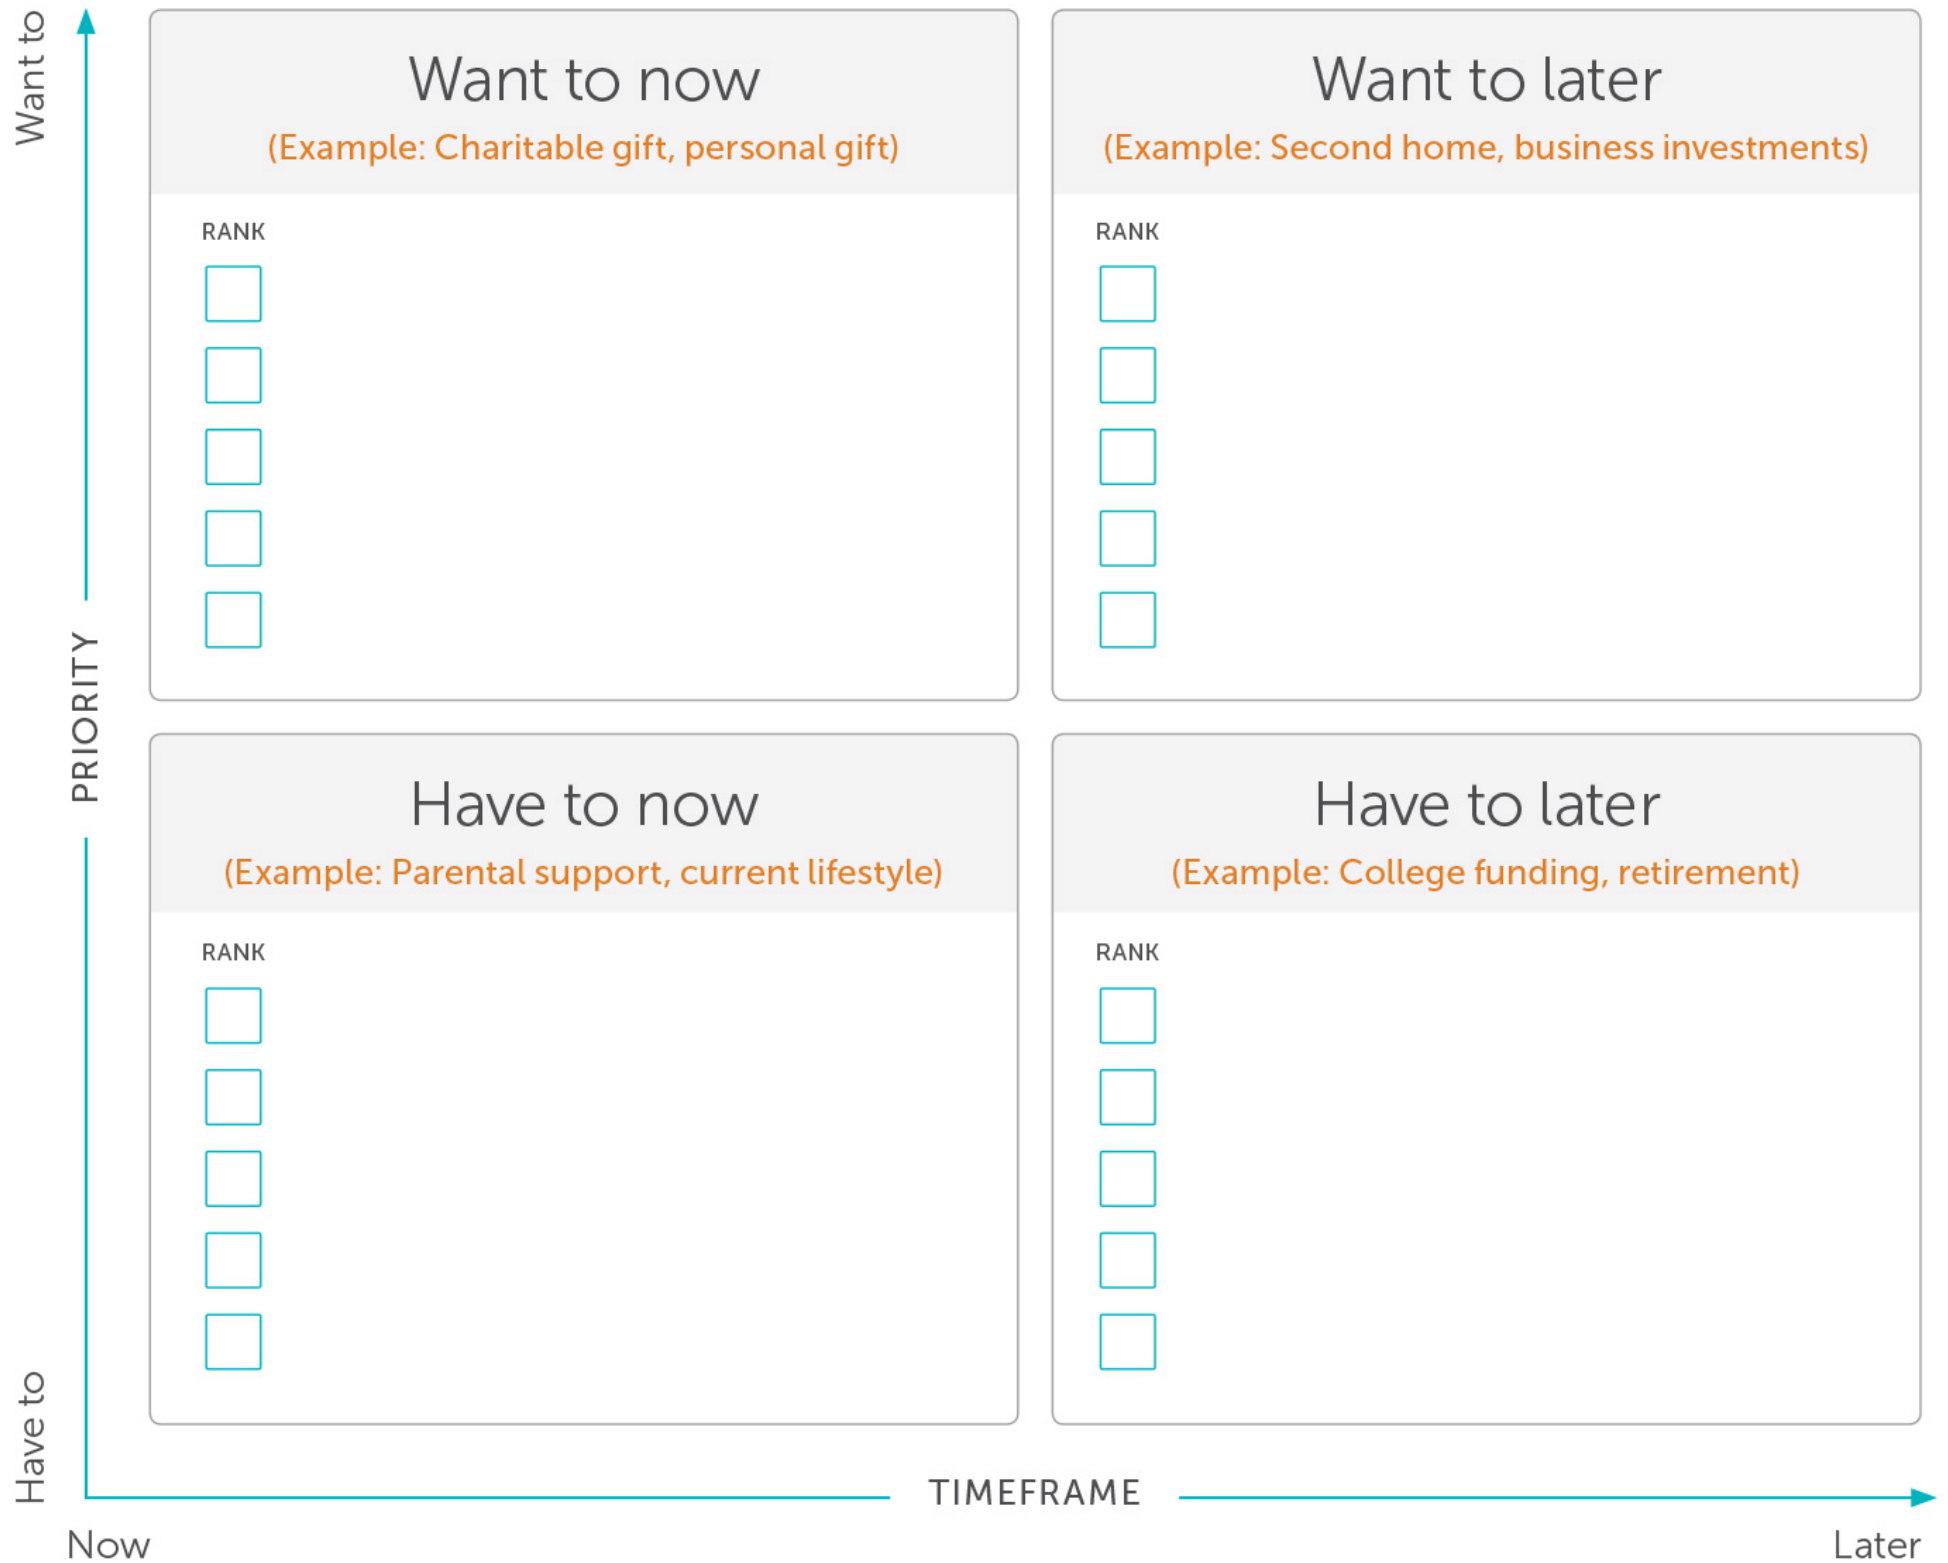 Want to
Want to now
(Example: Charitable gift, personal gift)
RANK
Want to later
(Example: Second home, business investments)
RANK
PRIORITY
Have to now
(Example: Parental support, current lifestyle)
RANK
Have to later
(Example: College funding, retirement)
RANK
Have to
TIMEFRAME
Now
Later